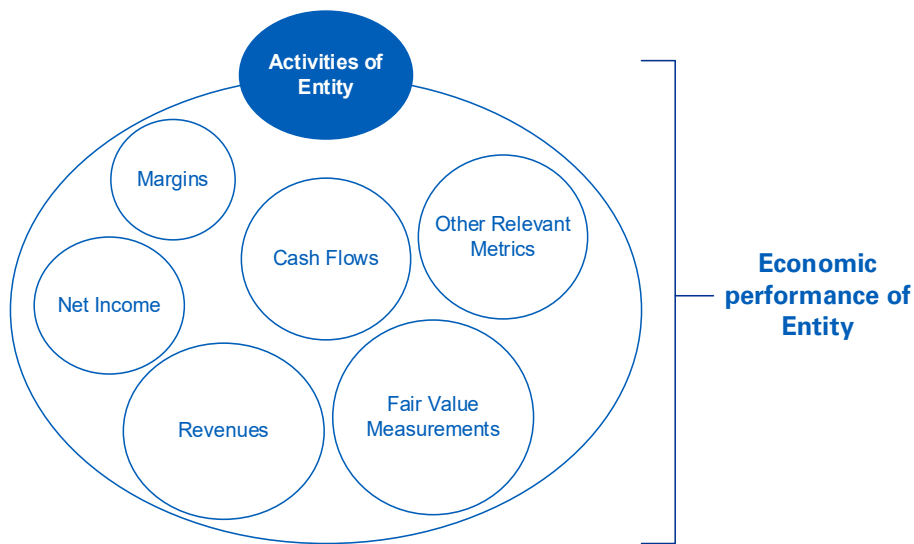 Activities of
Entity
Margins
Other Relevant
Metrics
Cash Flows
Net Income
Economic
performance of
Entity
Fair Value
Measurements
Revenues